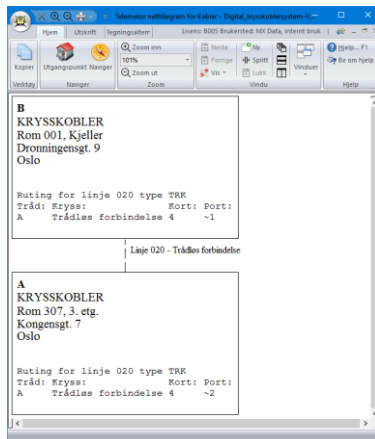 Telemator nettdiagram for Kabler - Digital_krysskoblersystem-V...
Hjem Utskrift Tegningsalterr Lisens: B005 Brukersted: MX Data, Internt bruk
Kopier Utgangspunkt Naviger
Zoom inn
101%
Zoom ut
Neste
Forrige
Vis
Ny
Splitt
Lukk
Vinduer
Hjelp... F1
Be om hjelp
Verktøy Naviger Zoom Vindu Hjelp
B
KRYSSKOBLER
Rom 001, Kjeller
Dronningensgt. 9
Oslo
Ruting for linje 020 type TRK
Tråd: Kryss: Kort: Port:
A Trådløs forbindelse 4 ~1
Linje 020 - Trådløs forbindelse
A
KRYSSKOBLER
Rom 307, 3. etg.
Kongensgt. 7
Oslo
Ruting for linje 020 type TRK
Tråd: Kryss: Kort: Port:
A Trådløs forbindelse 4 ~2